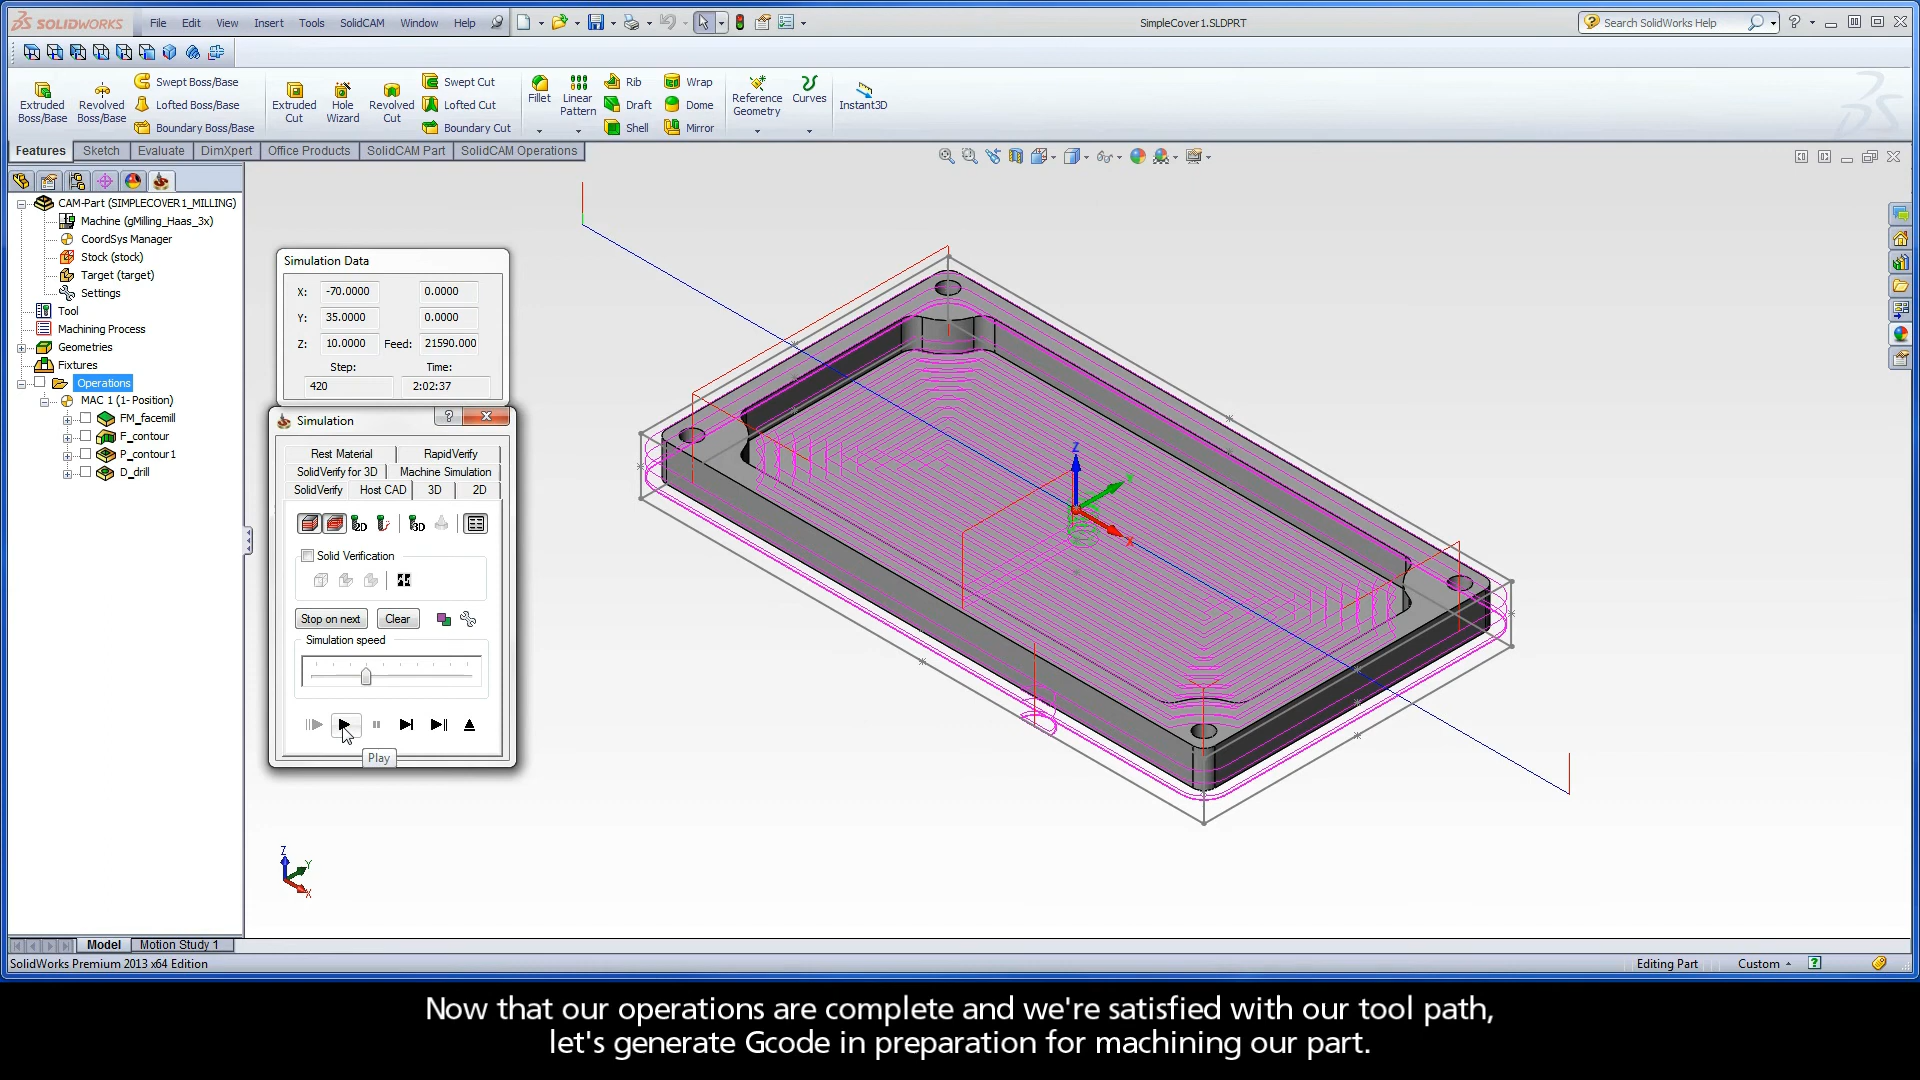 SOLIDWORKS File Edit View Insert Tools SolidCAM Window Help SimpleCover1.SLDPRT Search SolidWorks Help
Extruded Boss/Base
Revolved Boss/Base
Swept Boss/Base
Lofted Boss/Base
Boundary Boss/Base
Extruded Cut
Hole Wizard
Revolved Cut
Swept Cut
Lofted Cut
Boundary Cut
Fillet
Linear Pattern
Rib
Draft
Shell
Wrap
Dome
Mirror
Reference Geometry
Curves
Instant3D
Features Sketch Evaluate DimXpert Office Products SolidCAM Part SolidCAM Operations
CAM-Part (SIMPLECOVER1_MILLING)
Machine (gMilling_Haas_3x)
CoordSys Manager
Stock (stock)
Target (target)
Settings
Tool
Machining Process
Geometries
Fixtures
Operations
MAC 1 (1- Position)
FM_facemill
F_contour
P_contour1
D_drill
Simulation Data
X: -70.0000 0.0000
Y: 35.0000 0.0000
Z: 10.0000 Feed: 21590.000
Step: Time:
420 2:02:37
Simulation
Rest Material RapidVerify
SolidVerify for 3D Machine Simulation
SolidVerify Host CAD 3D 2D
2D 3D
Solid Verification
Stop on next Clear
Simulation speed
Play
Z
X
Z
Y
X
Model Motion Study 1
SolidWorks Premium 2013 x64 Edition Editing Part Custom
Now that our operations are complete and we're satisfied with our tool path,
let's generate Gcode in preparation for machining our part.